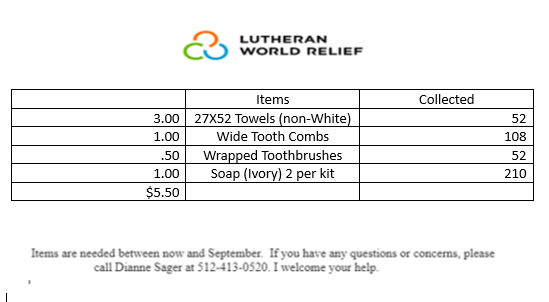 LUTHERAN
WORLD RELIEF
Items Collected
3.00 27X52 Towels (non-White) 52
1.00 Wide Tooth Combs 108
.50 Wrapped Toothbrushes 52
1.00 Soap (Ivory) 2 per kit 210
$5.50
Items are needed between now and September. If you have any questions or concerns, please
call Dianne Sager at 512-413-0520. I welcome your help.